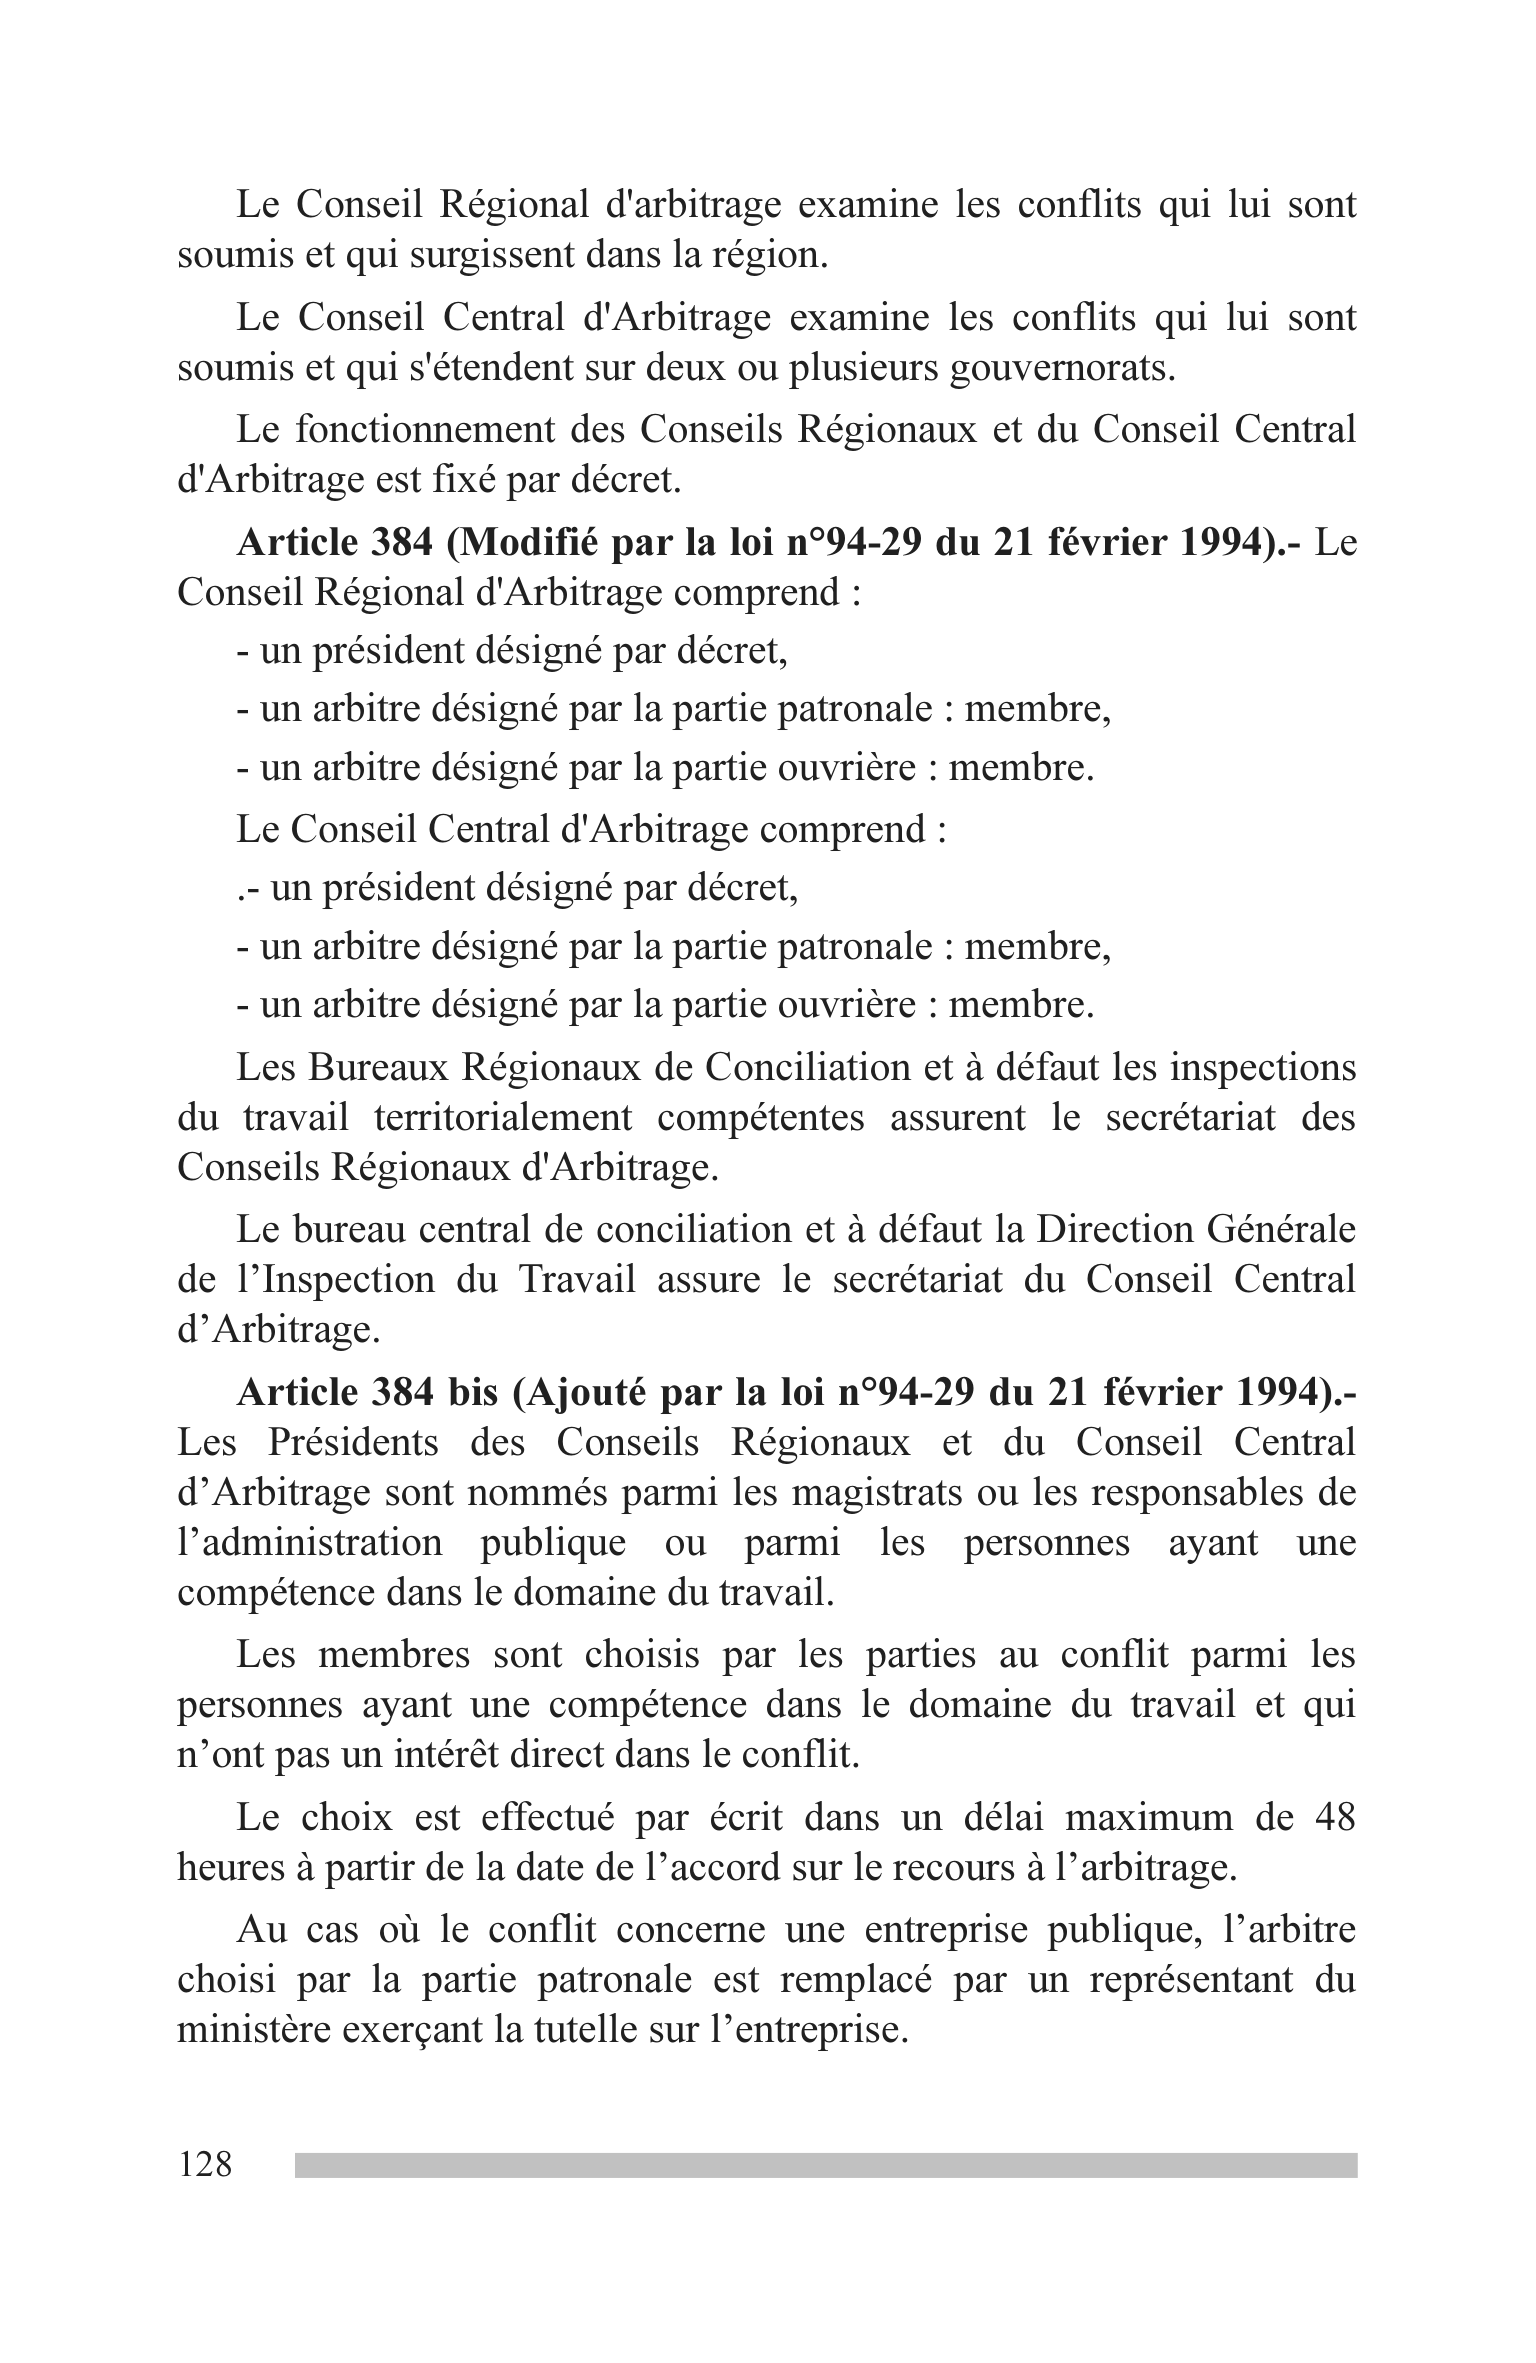 Le Conseil Régional d'arbitrage examine les conflits qui lui sont
soumis et qui surgissent dans la région.
Le Conseil Central d'Arbitrage examine les conflits qui lui sont
soumis et qui s'étendent sur deux ou plusieurs gouvernorats.
Le fonctionnement des Conseils Régionaux et du Conseil Central
d'Arbitrage est fixé par décret.
Article 384 (Modifié par la loi n°94-29 du 21 février 1994).- Le
Conseil Régional d'Arbitrage comprend :
- un président désigné par décret,
- un arbitre désigné par la partie patronale : membre,
- un arbitre désigné par la partie ouvrière : membre.
Le Conseil Central d'Arbitrage comprend :
.- un président désigné par décret,
- un arbitre désigné par la partie patronale : membre,
- un arbitre désigné par la partie ouvrière : membre.
Les Bureaux Régionaux de Conciliation et à défaut les inspections
du travail territorialement compétentes assurent le secrétariat des
Conseils Régionaux d'Arbitrage.
Le bureau central de conciliation et à défaut la Direction Générale
de l’Inspection du Travail assure le secrétariat du Conseil Central
d’Arbitrage.
Article 384 bis (Ajouté par la loi n°94-29 du 21 février 1994).-
Les Présidents des Conseils Régionaux et du Conseil Central
d’Arbitrage sont nommés parmi les magistrats ou les responsables de
l’administration publique ou parmi les personnes ayant une
compétence dans le domaine du travail.
Les membres sont choisis par les parties au conflit parmi les
personnes ayant une compétence dans le domaine du travail et qui
n’ont pas un intérêt direct dans le conflit.
Le choix est effectué par écrit dans un délai maximum de 48
heures à partir de la date de l’accord sur le recours à l’arbitrage.
Au cas où le conflit concerne une entreprise publique, l’arbitre
choisi par la partie patronale est remplacé par un représentant du
ministère exerçant la tutelle sur l’entreprise.
128